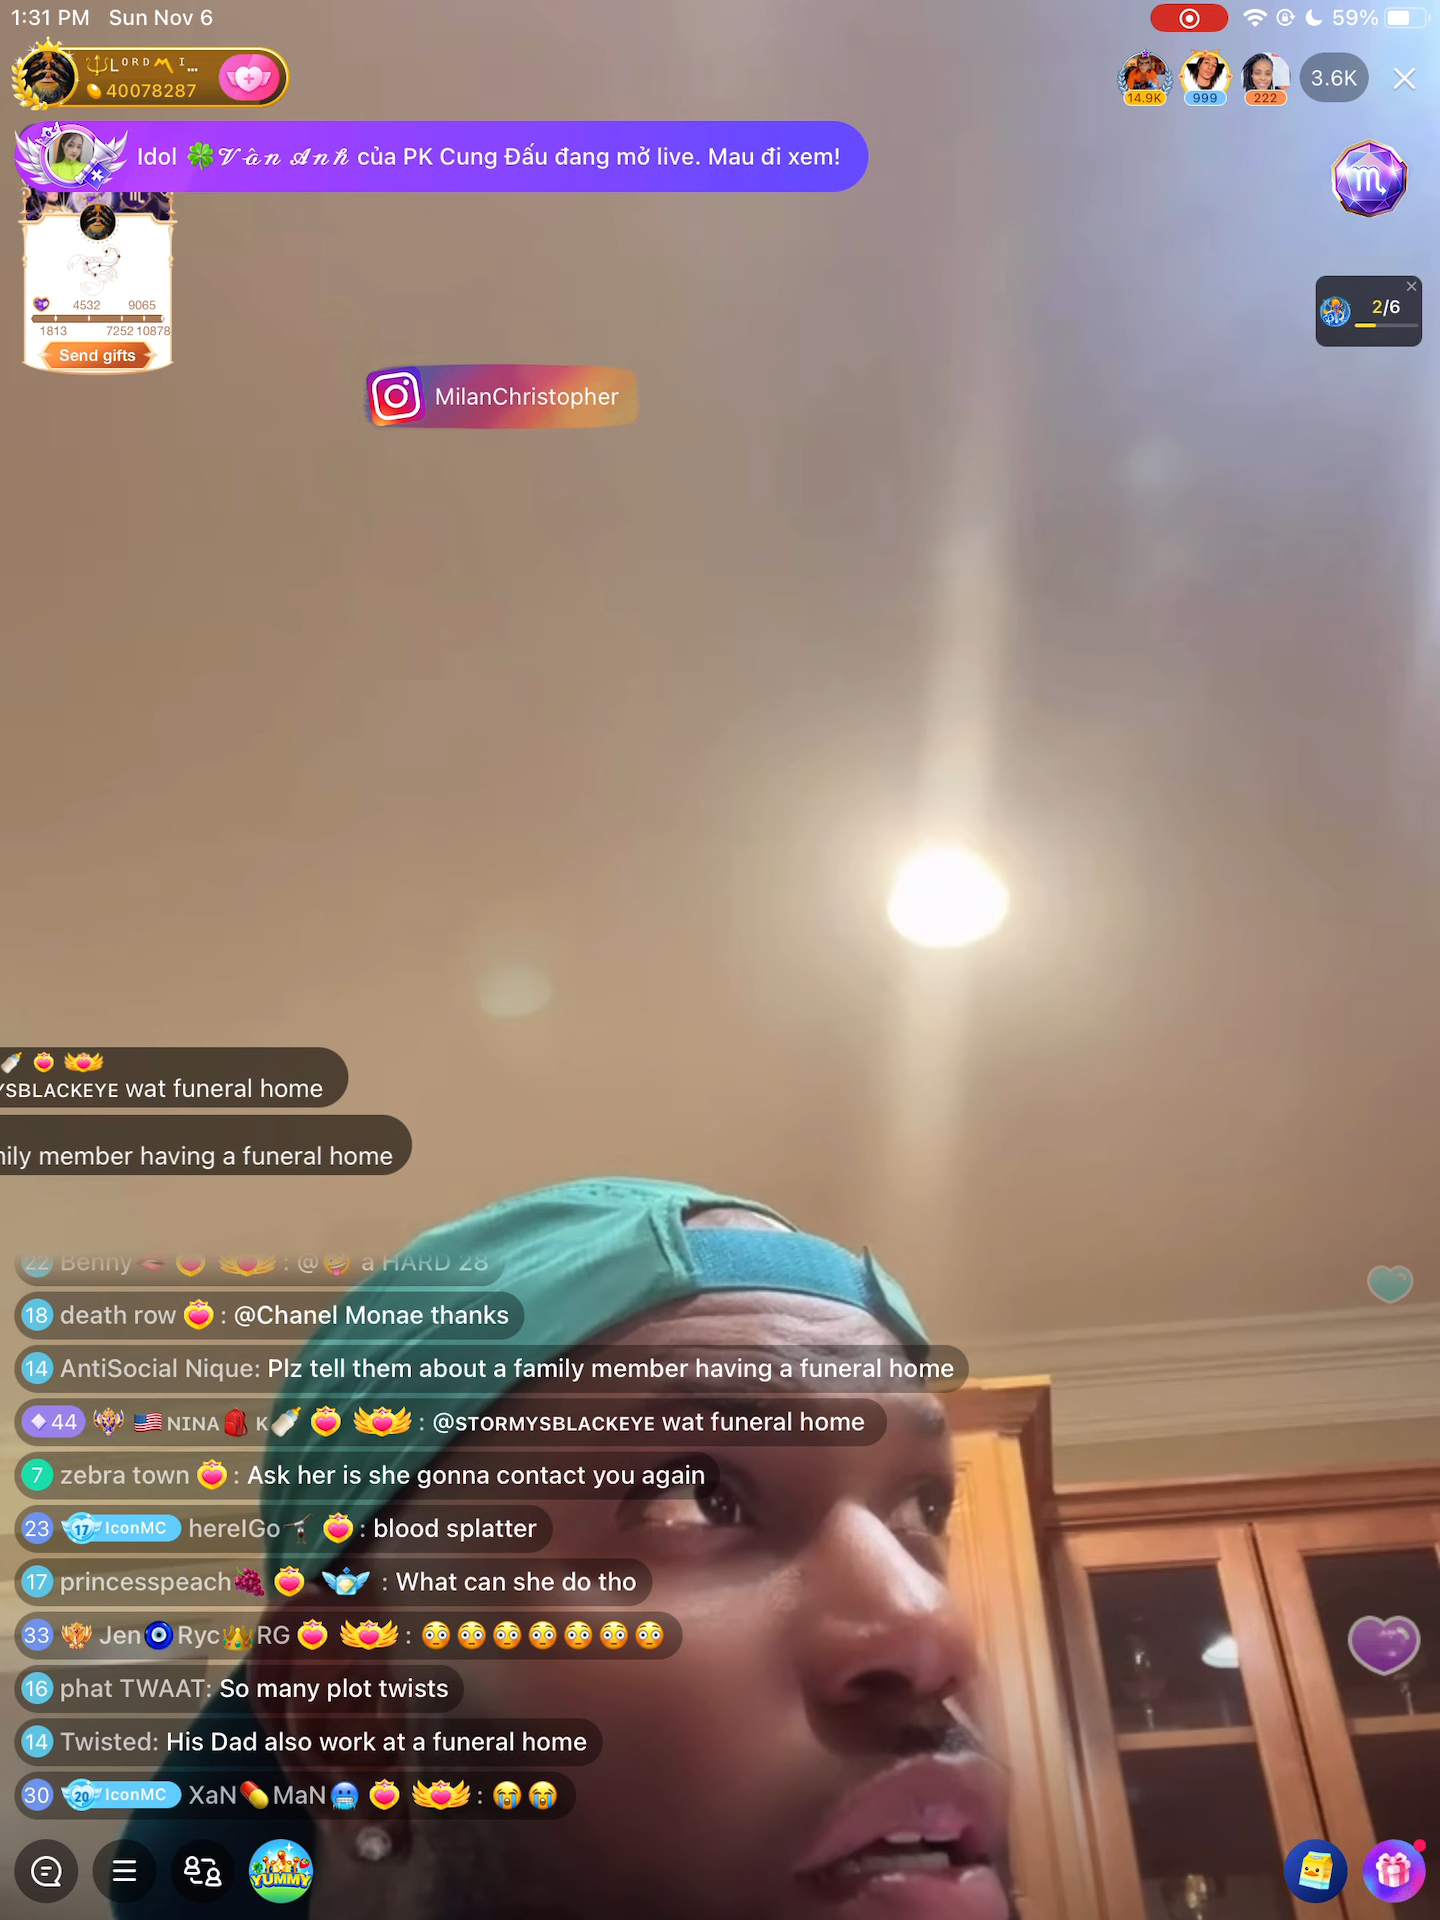 1:31 PM Sun Nov 6
59%
🔱Lᴏʀᴅ〽️ I...
40078287
14.9K 999 222
3.6K
Idol 🍀𝓥â𝓷 𝓐𝓷𝓱 của PK Cung Đấu đang mở live. Mau đi xem!
4532 9065
1813 7252 10878
Send gifts
2/6
MilanChristopher
YSBLACKEYE wat funeral home
mily member having a funeral home
22 Benny : @🤪 a HARD 28
18 death row : @Chanel Monae thanks
14 AntiSocial Nique: Plz tell them about a family member having a funeral home
44 🇺🇸ɴɪɴᴀ🎒ᴋ🍼 : @sᴛᴏʀᴍʏsʙʟᴀᴄᴋᴇʏᴇ wat funeral home
7 zebra town : Ask her is she gonna contact you again
23 17 IconMC hereIGo : blood splatter
17 princesspeach🍇 : What can she do tho
33 Jen🧿Ryc👑RG : 😳😳😳😳😳😳😳
16 phat TWAAT: So many plot twists
14 Twisted: His Dad also work at a funeral home
30 20 IconMC XaN💊MaN🥶 : 😭😭
YUMMY